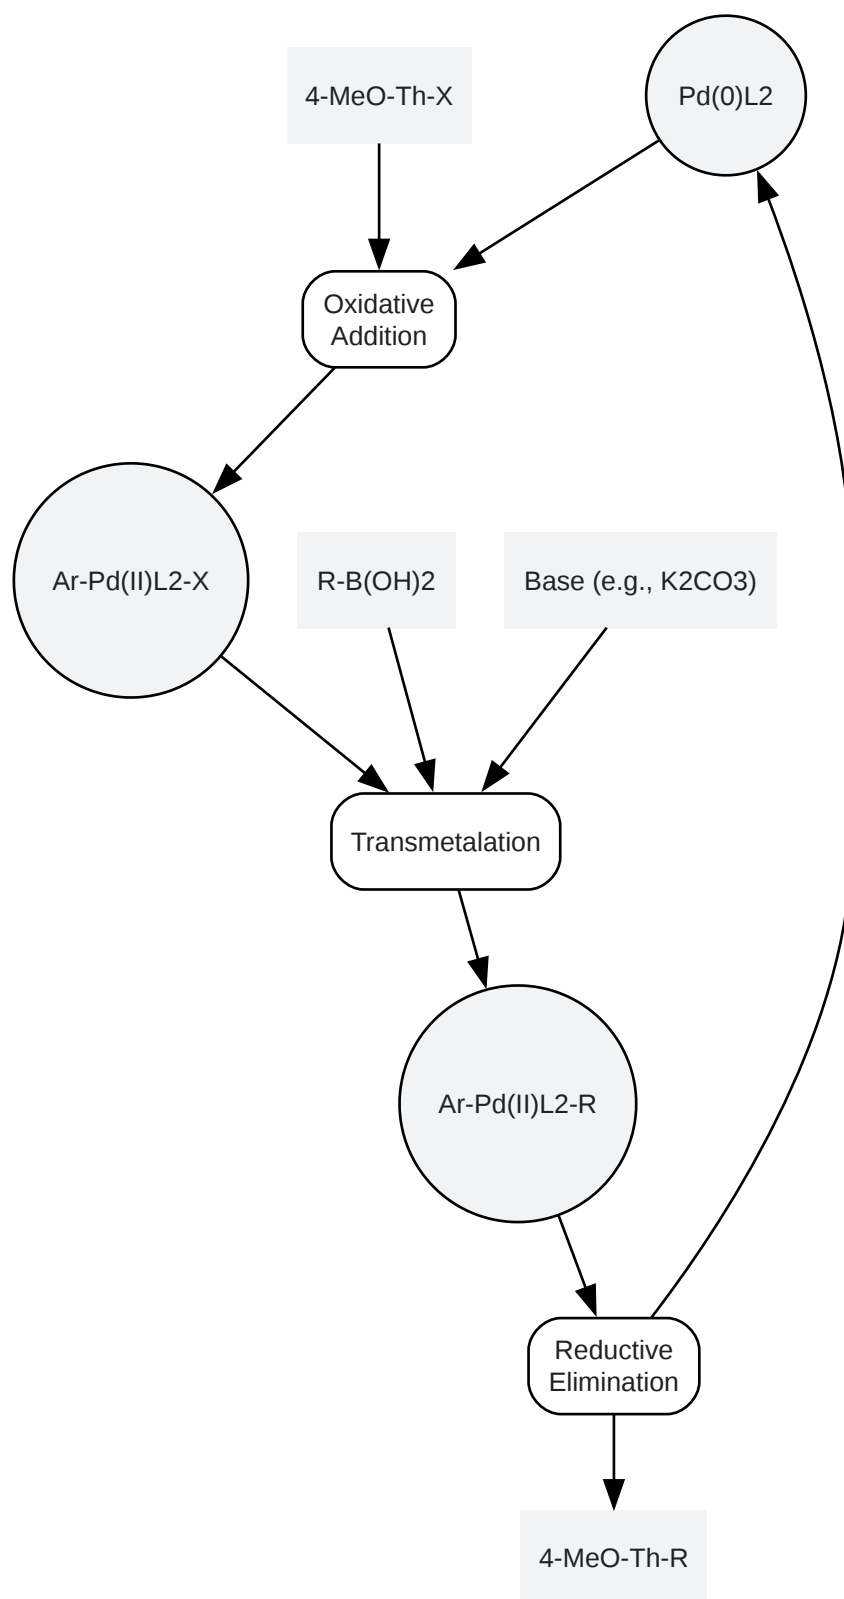 4-MeO-Th-X
Pd(0)L2
Oxidative
Addition
Ar-Pd(II)L2-X
R-B(OH)2
Base (e.g., K2CO3)
Transmetalation
Ar-Pd(II)L2-R
Reductive
Elimination
4-MeO-Th-R